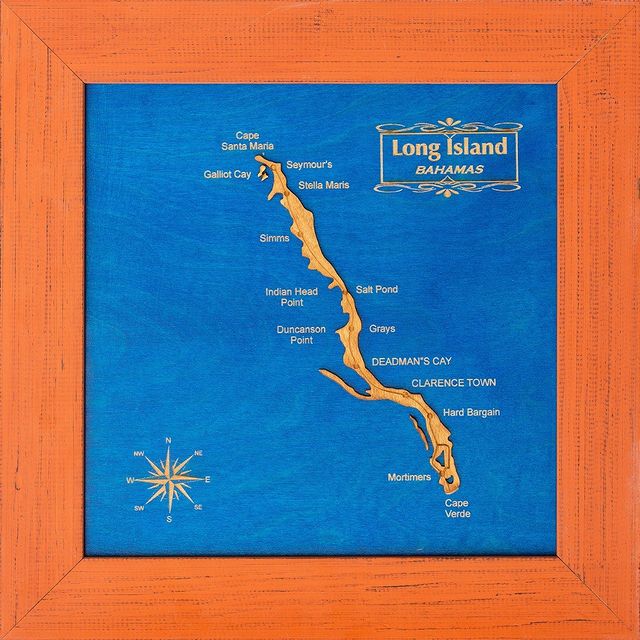 Long Island
BAHAMAS
Cape
Santa Maria
Seymour's
Galliot Cay
Stella Maris
Simms
Indian Head
Point
Salt Pond
Duncanson
Point
Grays
DEADMAN"S CAY
CLARENCE TOWN
Hard Bargain
Mortimers
Cape
Verde
N
NW
NE
W
E
SW
SE
S